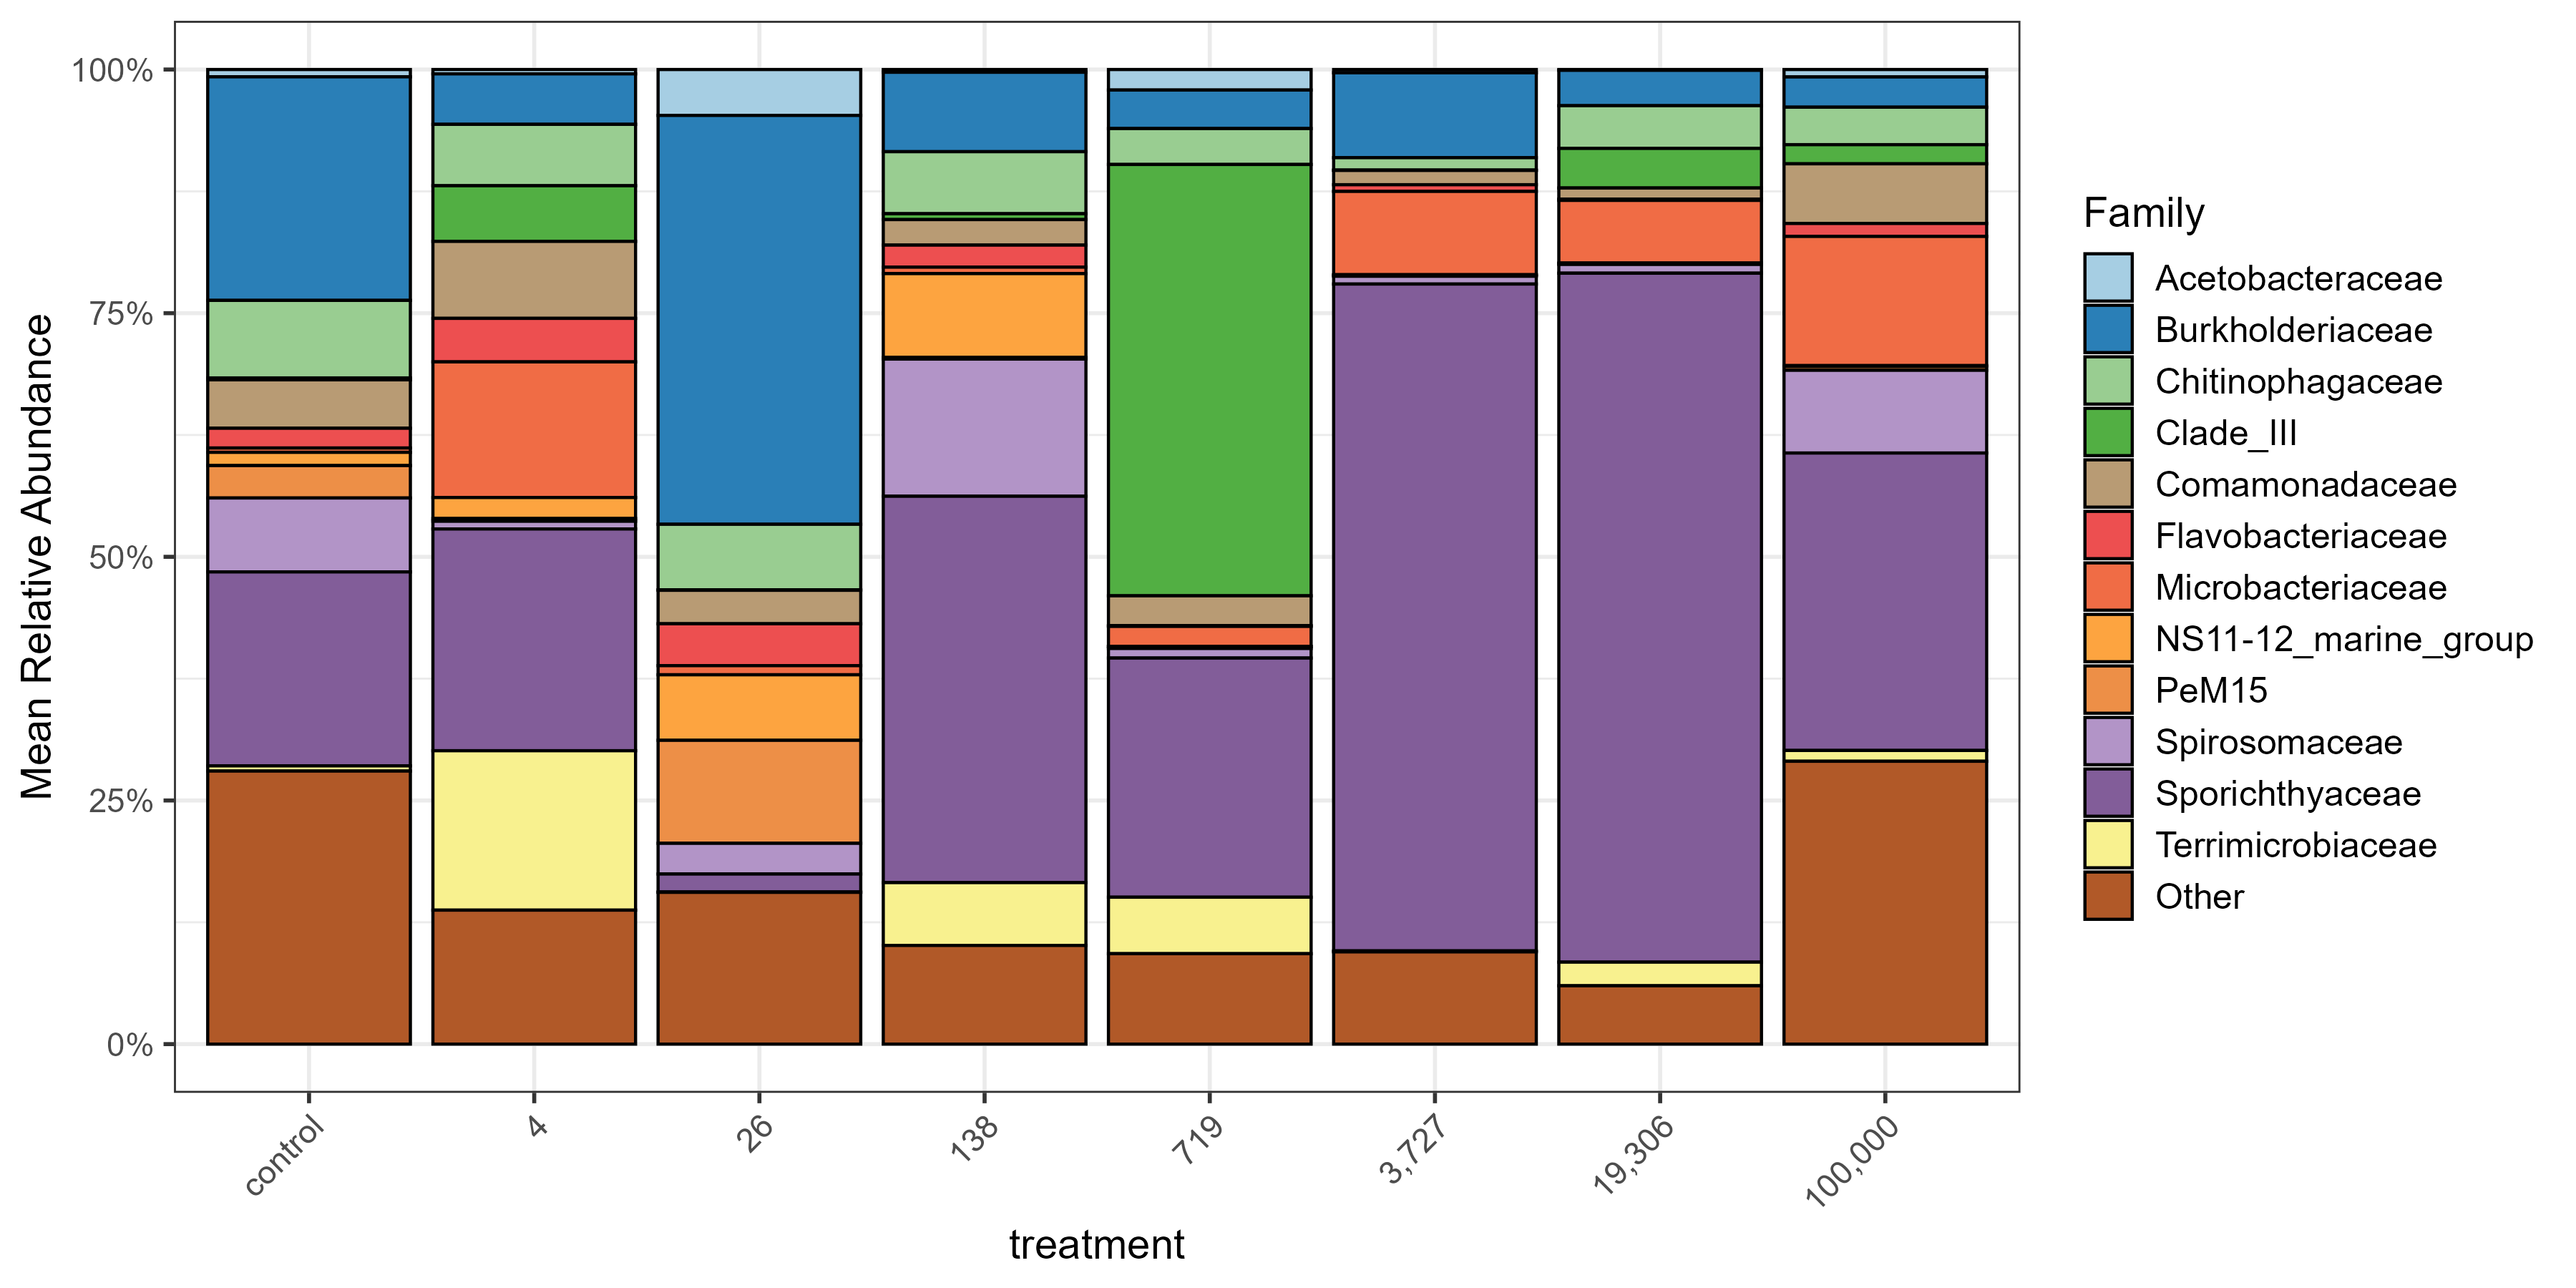 Mean Relative Abundance
100%
75%
50%
25%
0%
control
4
26
138
719
3,727
19,306
100,000
treatment
Family
Acetobacteraceae
Burkholderiaceae
Chitinophagaceae
Clade_III
Comamonadaceae
Flavobacteriaceae
Microbacteriaceae
NS11-12_marine_group
PeM15
Spirosomaceae
Sporichthyaceae
Terrimicrobiaceae
Other